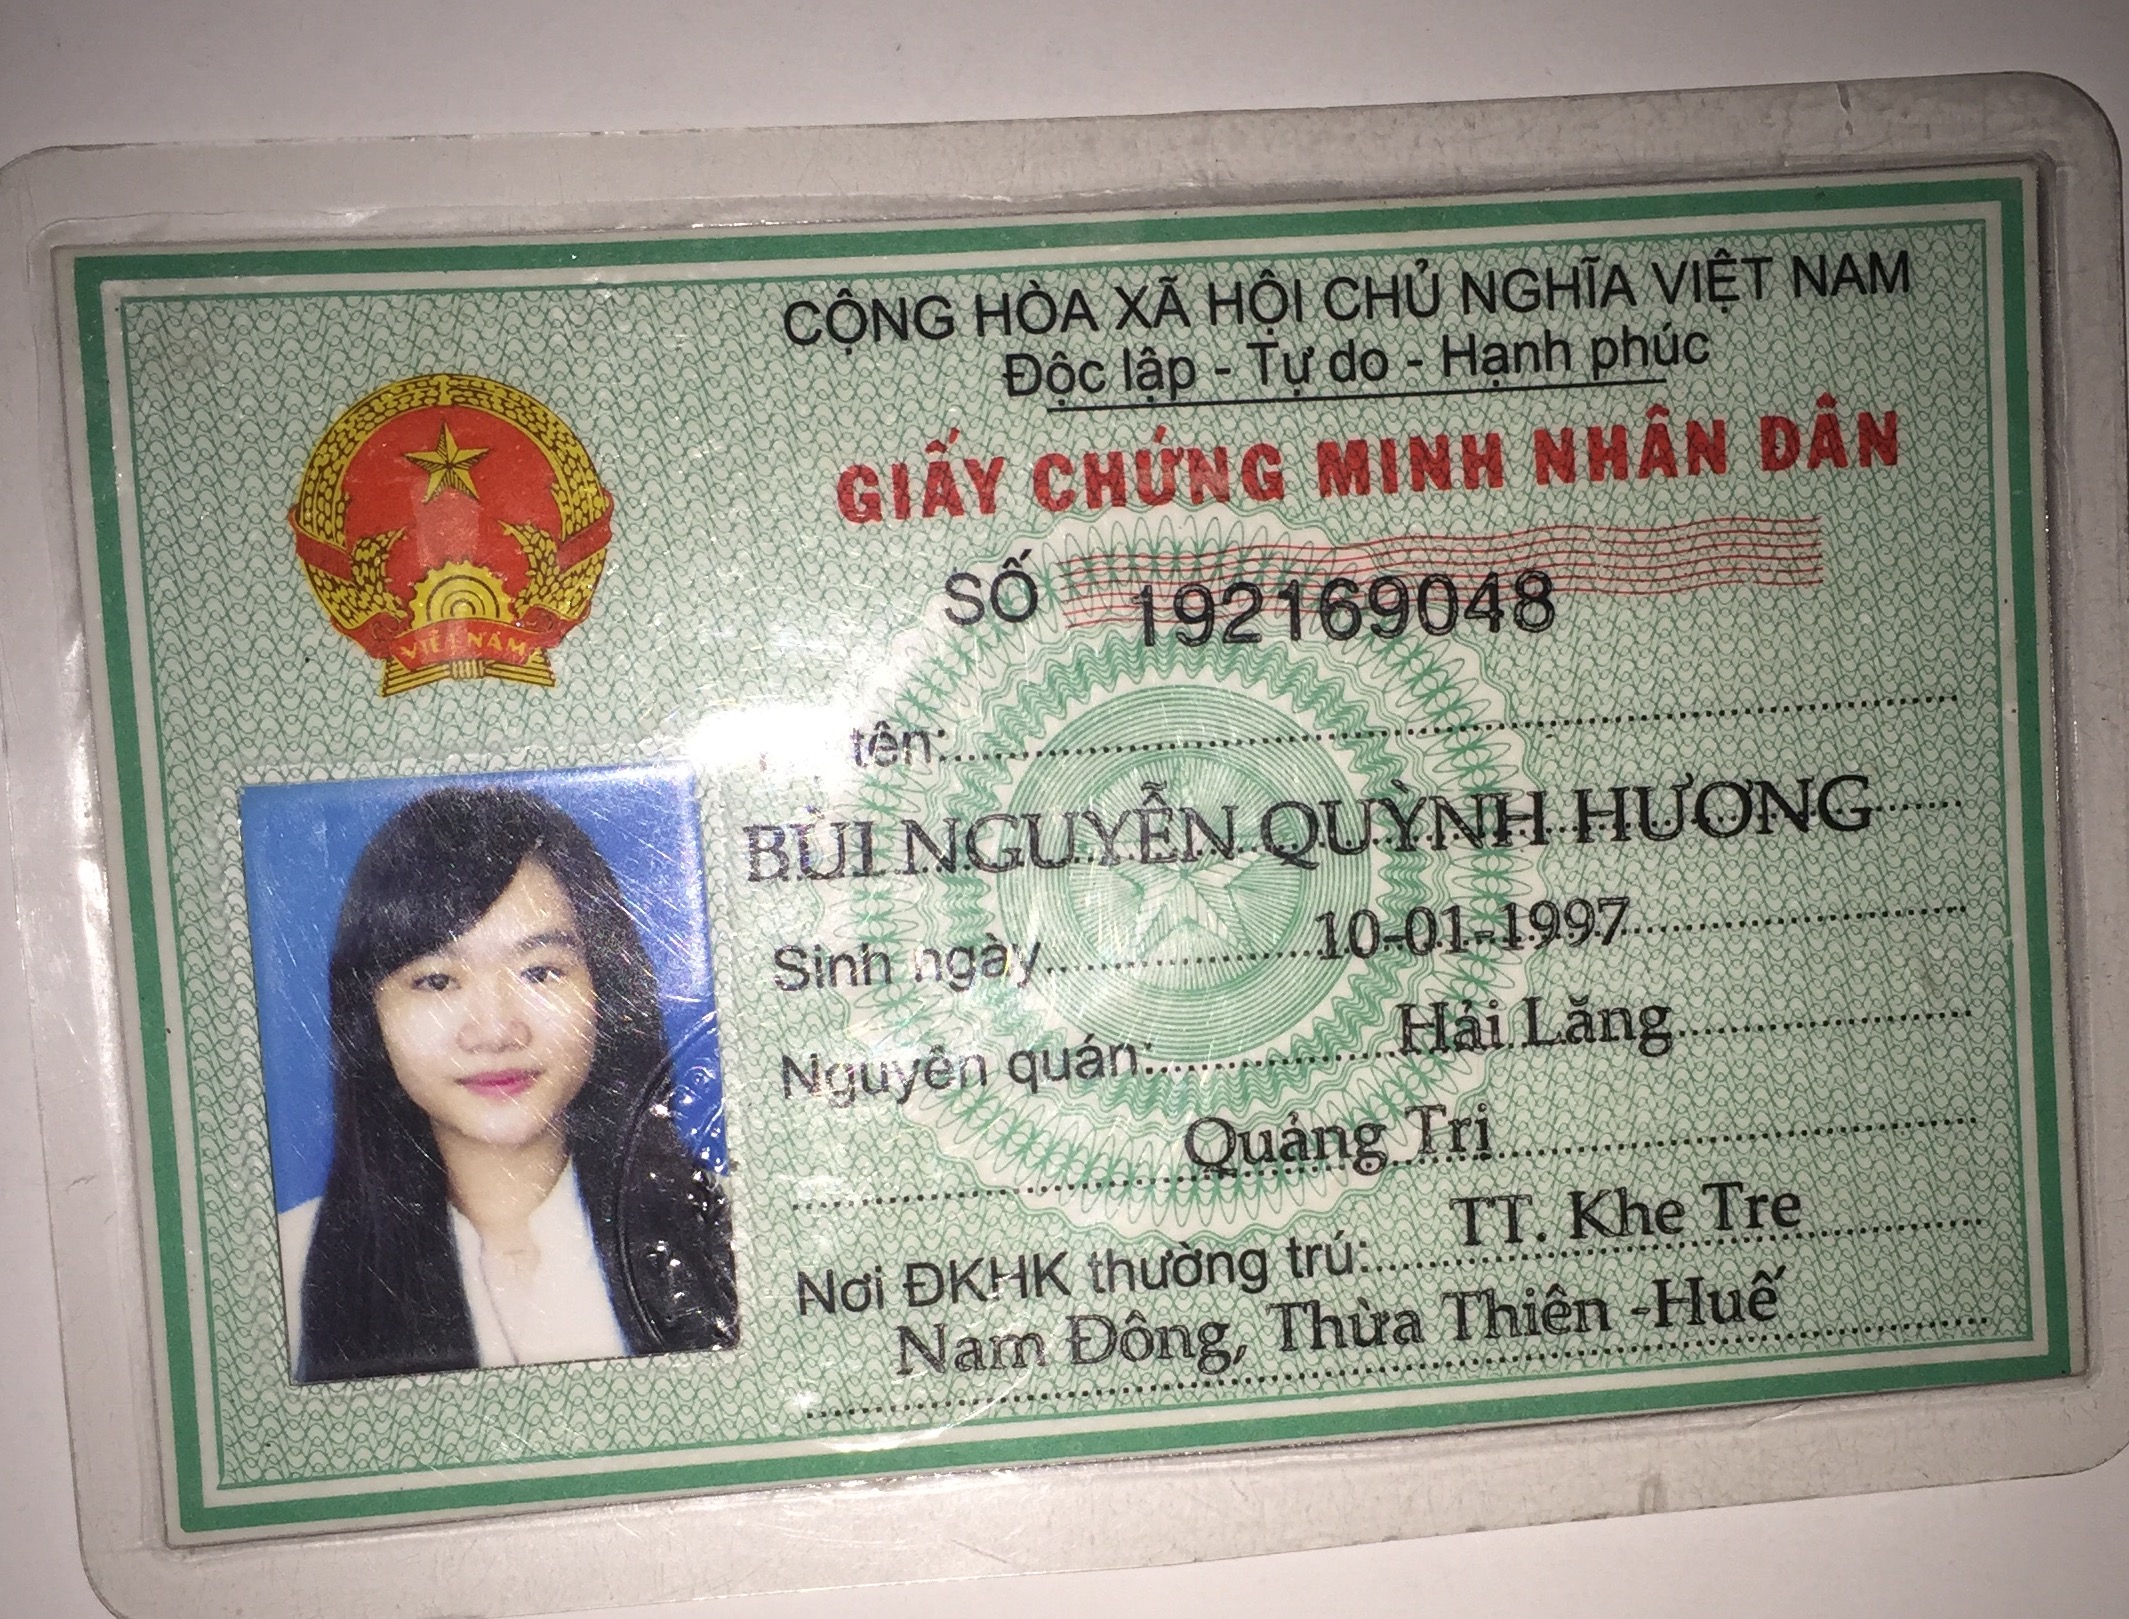 CỘNG HÒA XÃ HỘI CHỦ NGHĨA VIỆT NAM
Độc lập - Tự do - Hạnh phúc
GIẤY CHỨNG MINH NHÂN DÂN
SỐ 192169048
VIỆT NAM
tên:
BÙI NGUYỄN QUỲNH HƯƠNG
Sinh ngày 10-01-1997
Nguyên quán: Hải Lăng
Quảng Trị
Nơi ĐKHK thường trú: TT. Khe Tre
Nam Đông, Thừa Thiên -Huế